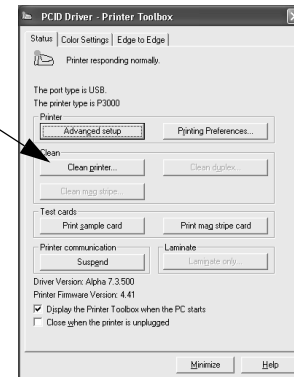 PCID Driver - Printer Toolbox
Status Color Settings Edge to Edge
Printer responding normally.
The port type is USB.
The printer type is P3000
Printer
Advanced setup Printing Preferences...
Clean
Clean printer... Clean duplex...
Clean mag stripe...
Test cards
Print sample card Print mag stripe card
Printer communication Laminate
Suspend Laminate only...
Driver Version: Alpha 7.3.500
Printer Firmware Version: 4.41
Display the Printer Toolbox when the PC starts
Close when the printer is unplugged
Minimize Help